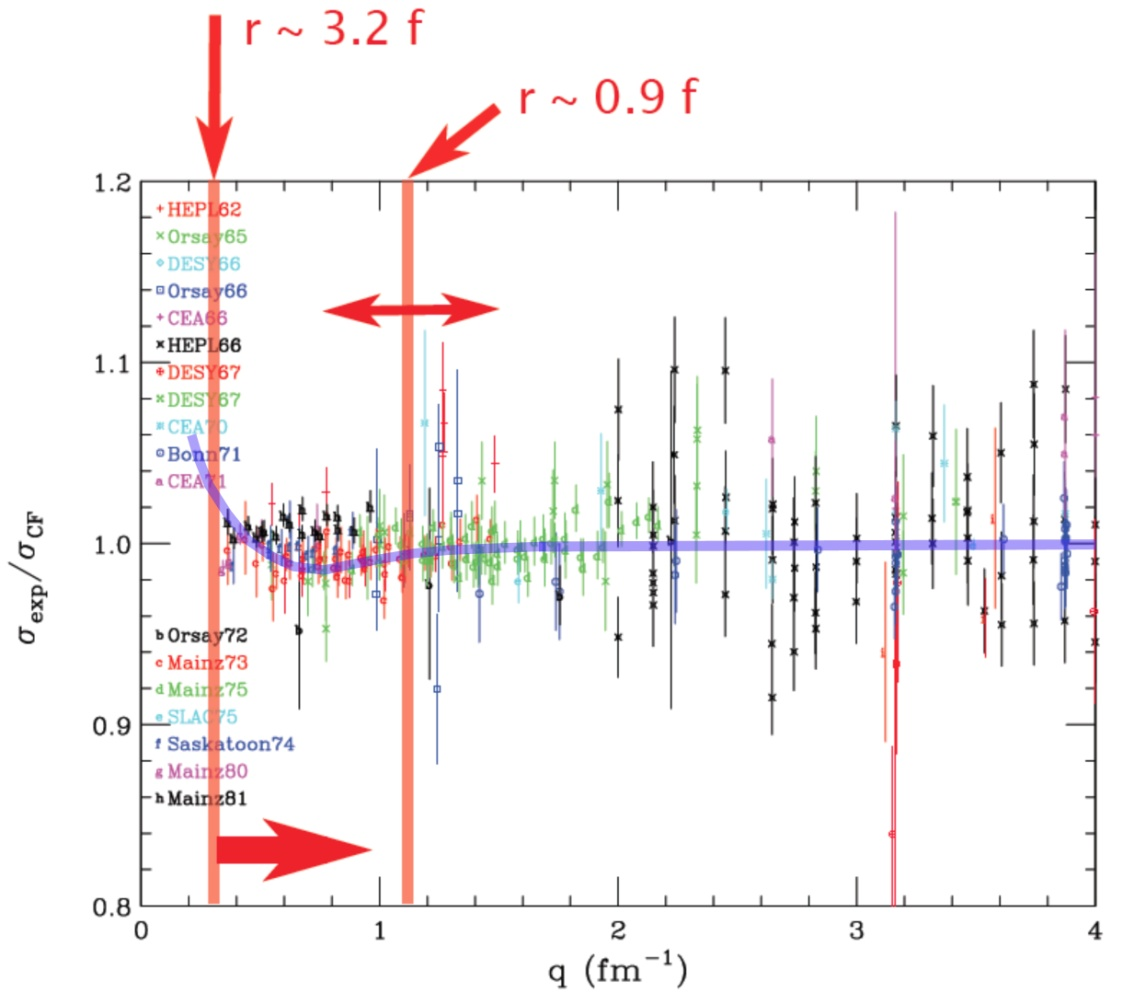 r ~ 3.2 f
r ~ 0.9 f
1.2
+ HEPL62
× Orsay65
◇ DESY66
□ Orsay66
+ CEA66
× HEPL66
DESY67
× DESY67
CEA70
□ Bonn71
a CEA71
1.1
1.0
b Orsay72
c Mainz73
d Mainz75
e SLAC75
f Saskatoon74
g Mainz80
h Mainz81
0.9
0.8
σexp/σCF
0 1 2 3 4
q (fm⁻¹)